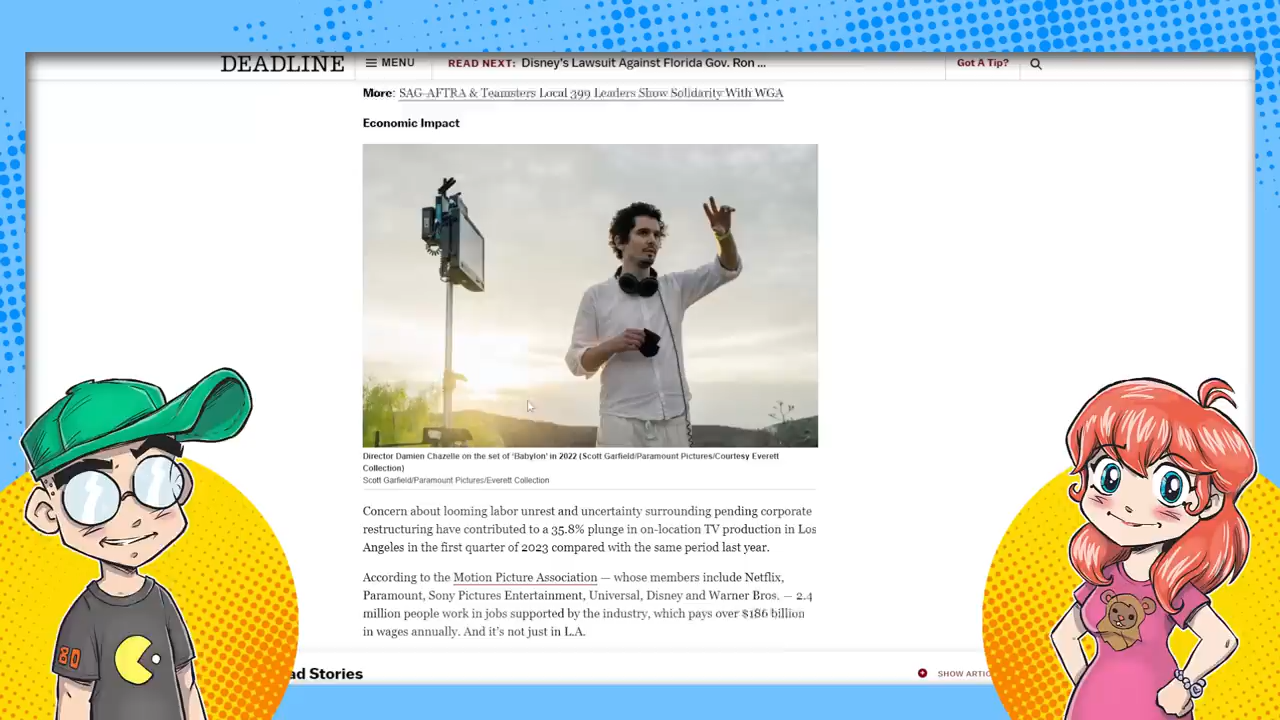 DEADLINE
MENU
READ NEXT: Disney's Lawsuit Against Florida Gov. Ron ...
Got A Tip?
More: SAG-AFTRA & Teamsters Local 399 Leaders Show Solidarity With WGA
Economic Impact
Director Damien Chazelle on the set of 'Babylon' in 2022 (Scott Garfield/Paramount Pictures/Courtesy Everett
Collection)
Scott Garfield/Paramount Pictures/Everett Collection
Concern about looming labor unrest and uncertainty surrounding pending corporate
restructuring have contributed to a 35.8% plunge in on-location TV production in Los
Angeles in the first quarter of 2023 compared with the same period last year.
According to the Motion Picture Association — whose members include Netflix,
Paramount, Sony Pictures Entertainment, Universal, Disney and Warner Bros. — 2.4
million people work in jobs supported by the industry, which pays over $186 billion
in wages annually. And it's not just in L.A.
ad Stories
SHOW ARTIC
80